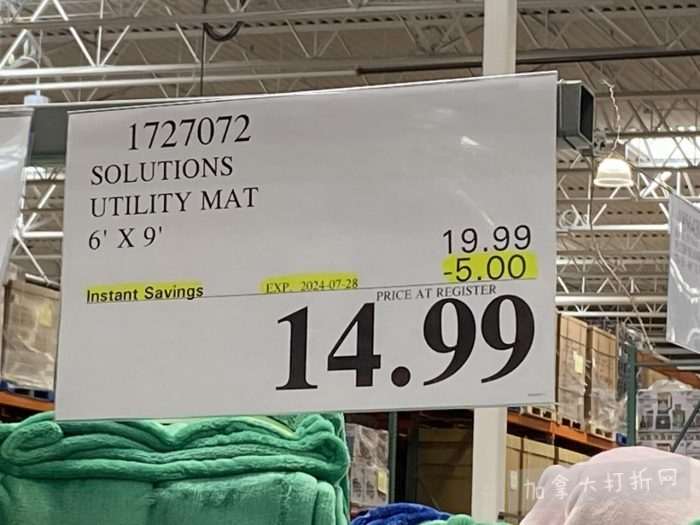 1727072
SOLUTIONS
UTILITY MAT
6' X 9'
19.99
-5.00
Instant Savings EXP. 2024-07-28
PRICE AT REGISTER
14.99
加拿大打折网